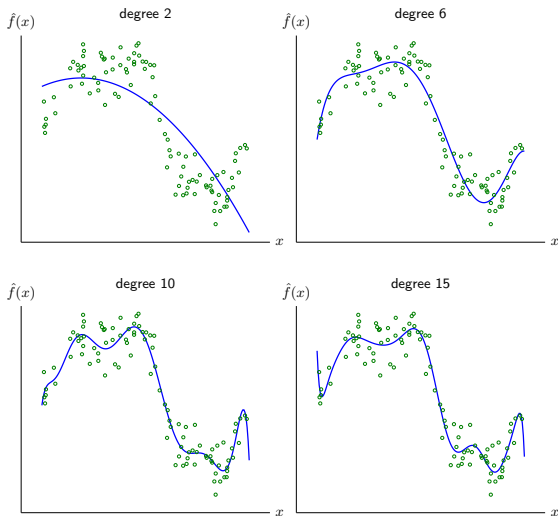 degree 2
f̂(x)
x
degree 6
f̂(x)
x
degree 10
f̂(x)
x
degree 15
f̂(x)
x